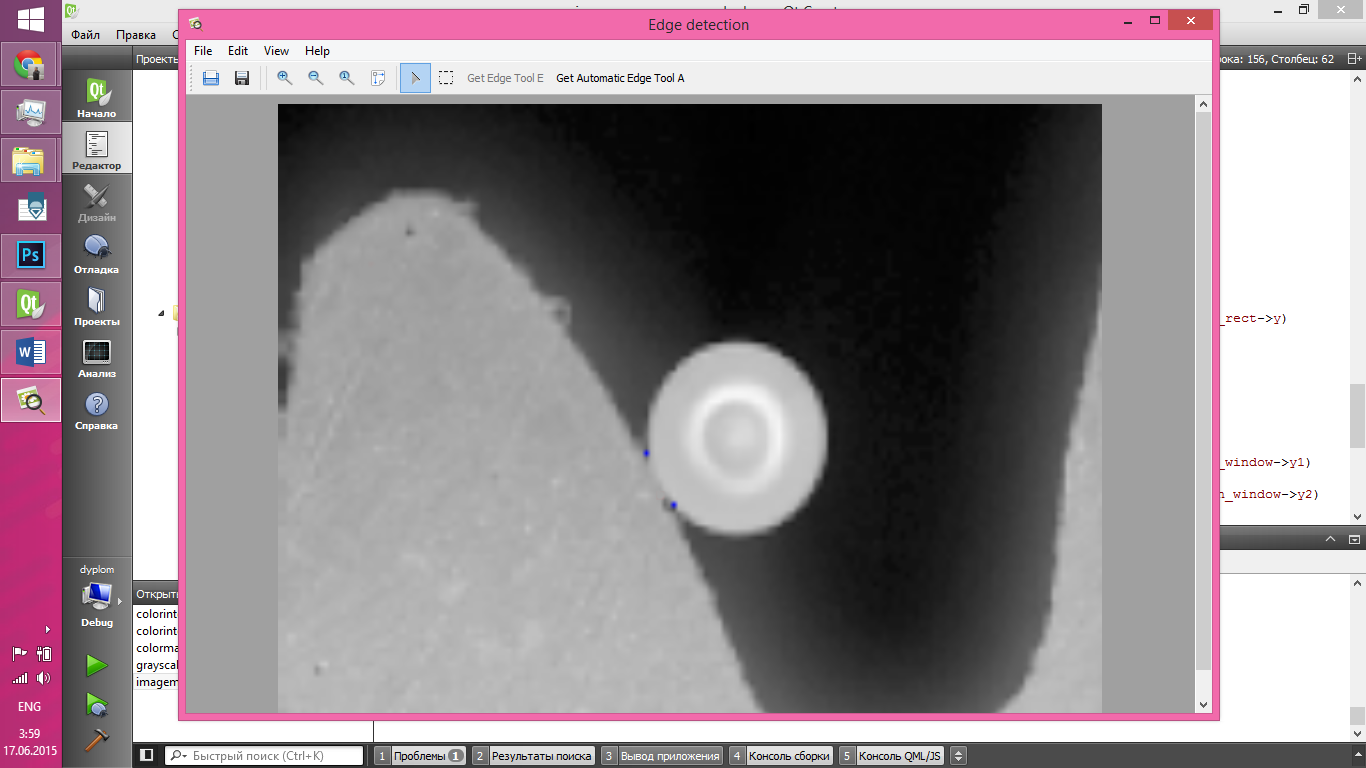 Edge detection
Файл Правка
File Edit View Help
Проекты
рока: 156, Столбец: 62
Get Edge Tool E Get Automatic Edge Tool A
Qt
Начало
Редактор
Дизайн
Ps
Отладка
Qt
Проекты
_rect->y)
W
Анализ
Справка
_window->y1)
n_window->y2)
dyplom
Debug
Открыт
colorint
colorint
colorma
grayscal
imagem
ENG
3:59
17.06.2015
Быстрый поиск (Ctrl+K) 1 Проблемы 1 2 Результаты поиска 3 Вывод приложения 4 Консоль сборки 5 Консоль QML/JS